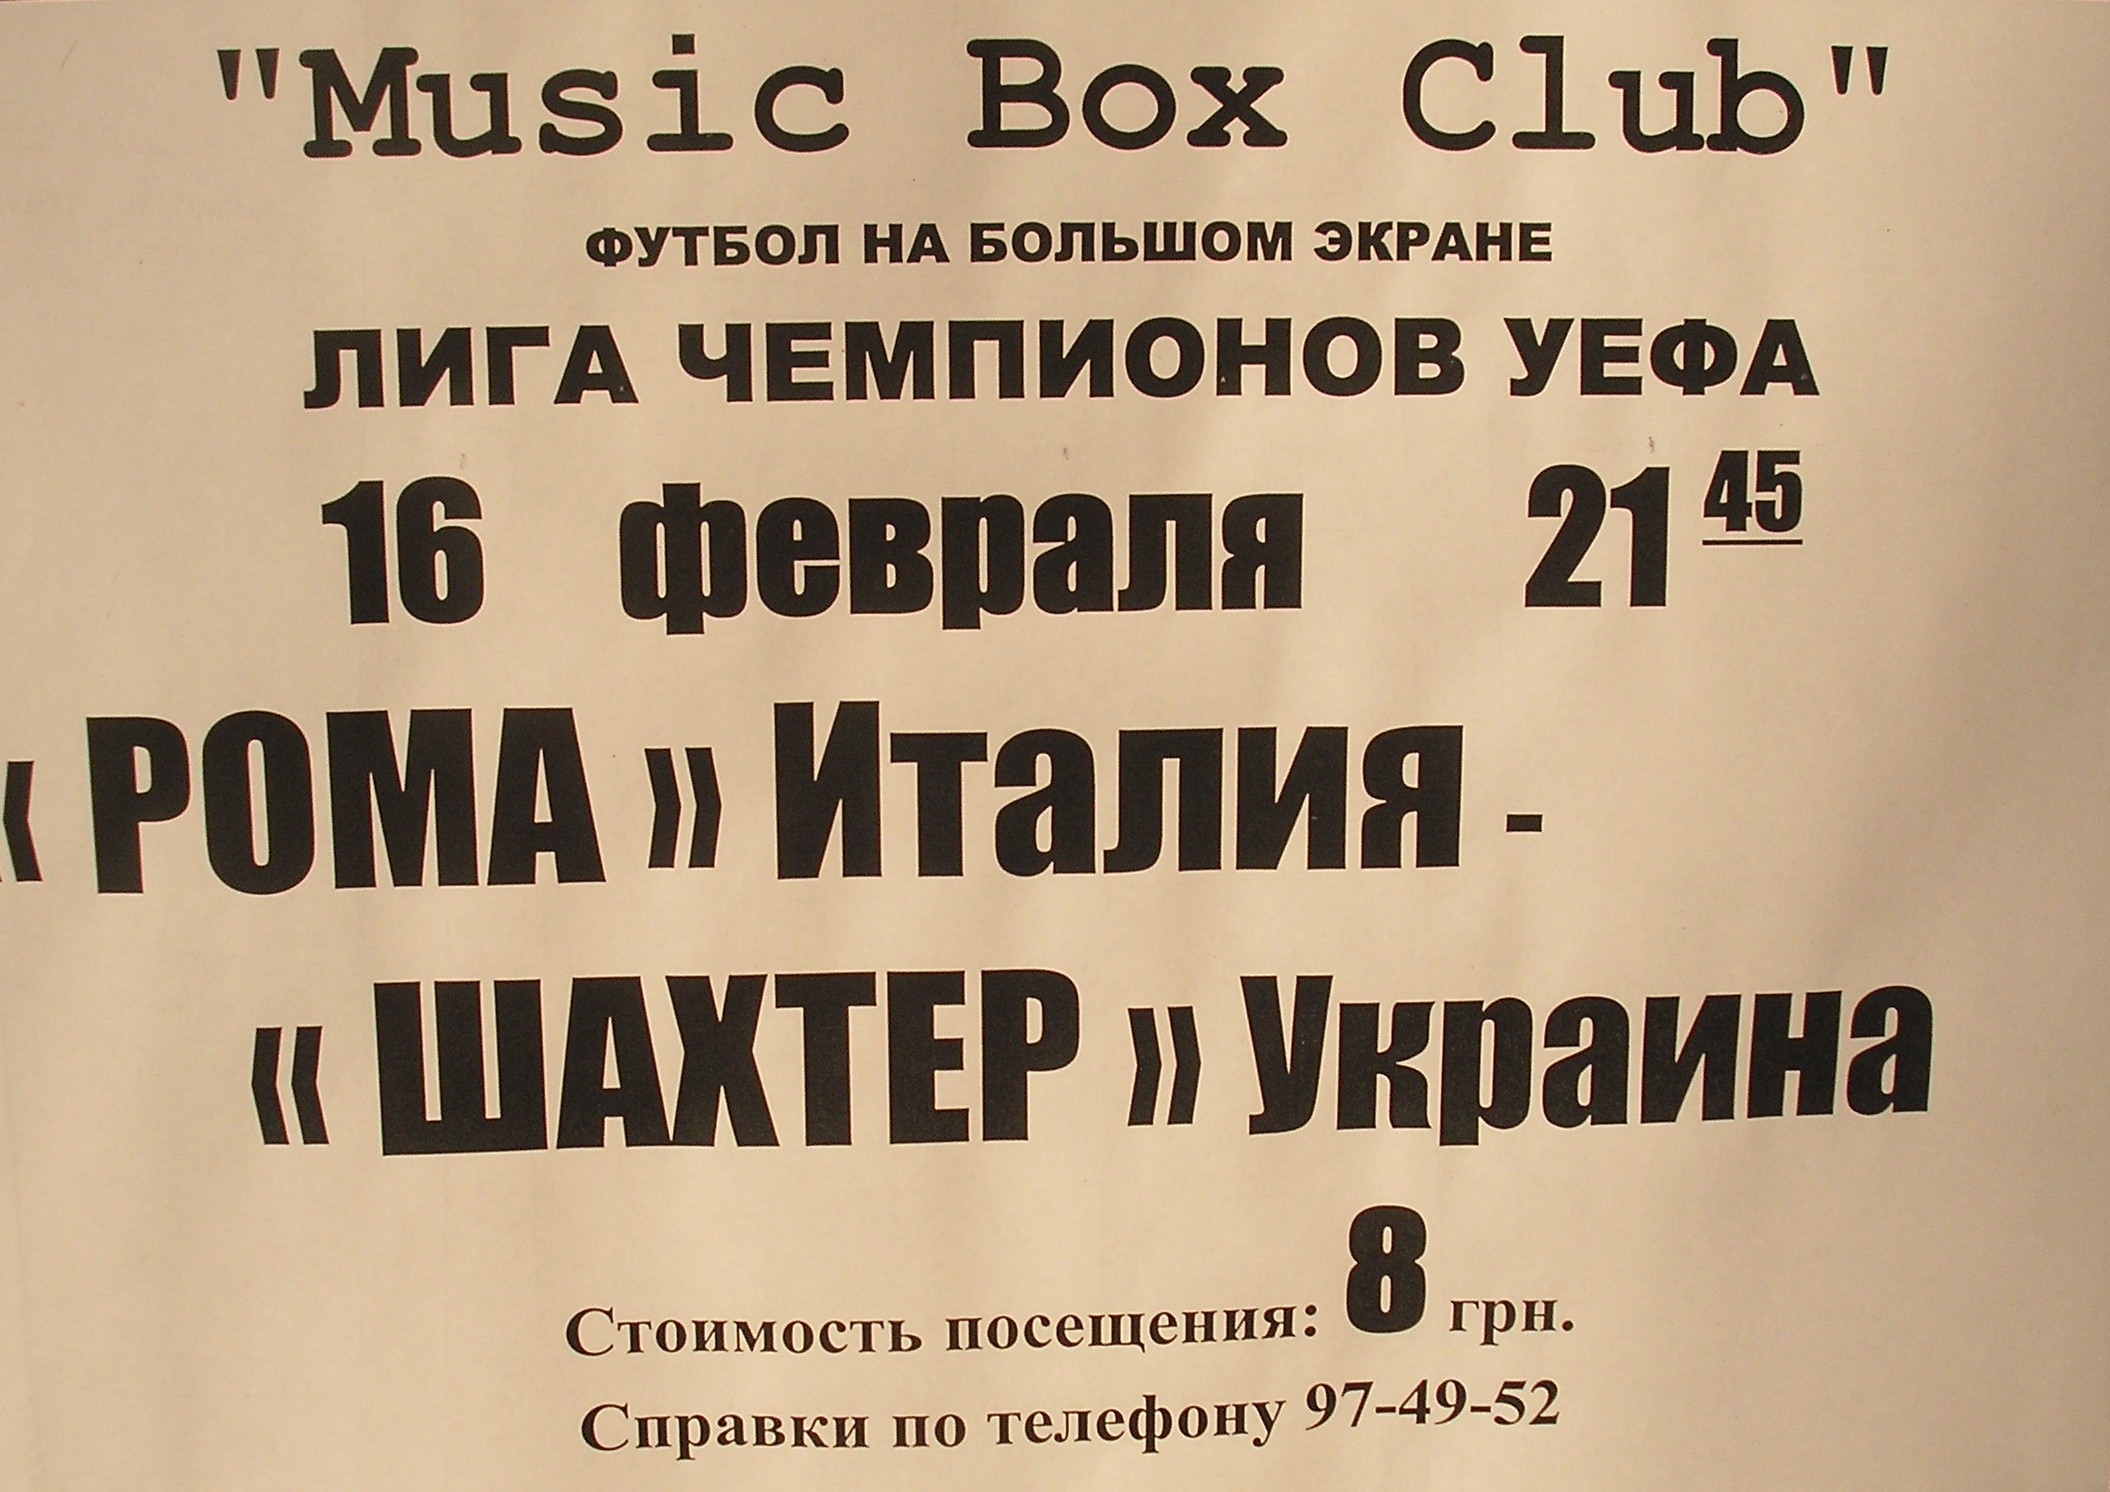 "Music Box Club"
ФУТБОЛ НА БОЛЬШОМ ЭКРАНЕ
ЛИГА ЧЕМПИОНОВ УЕФА
16 февраля 21 45
« РОМА » Италия -
« ШАХТЕР » Украина
Стоимость посещения: 8 грн.
Справки по телефону 97-49-52